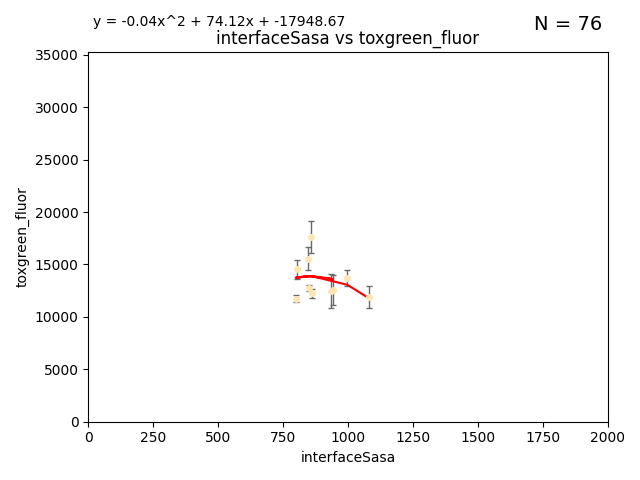 y = -0.04x^2 + 74.12x + -17948.67
N = 76
interfaceSasa vs toxgreen_fluor
35000
30000
25000
20000
15000
10000
5000
0
toxgreen_fluor
0 250 500 750 1000 1250 1500 1750 2000
interfaceSasa